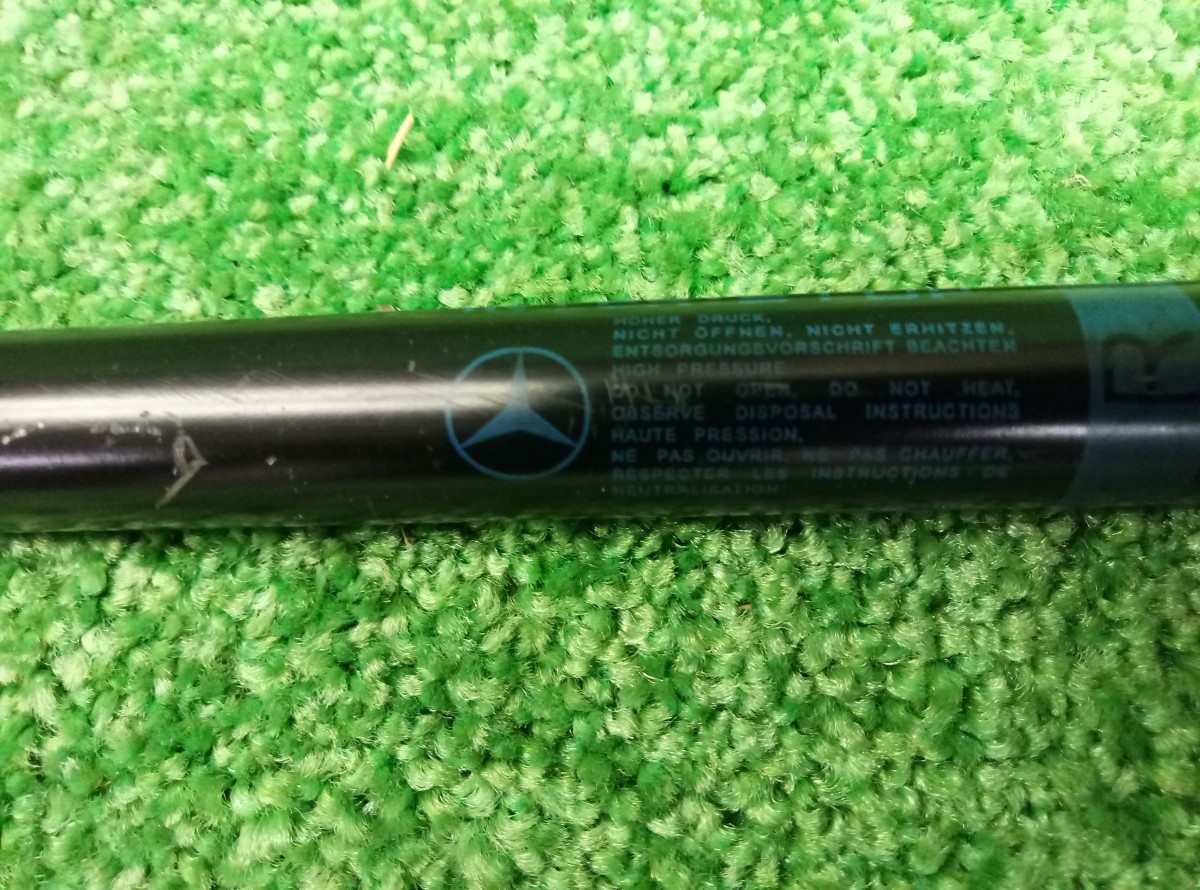 HOHER DRUCK,
NICHT ÖFFNEN, NICHT ERHITZEN,
ENTSORGUNGSVORSCHRIFT BEACHTEN
HIGH PRESSURE
DO NOT OPEN, DO NOT HEAT,
OBSERVE DISPOSAL INSTRUCTIONS
HAUTE PRESSION,
NE PAS OUVRIR, NE PAS CHAUFFER,
RESPECTER LES INSTRUCTIONS DE
NEUTRALISATION